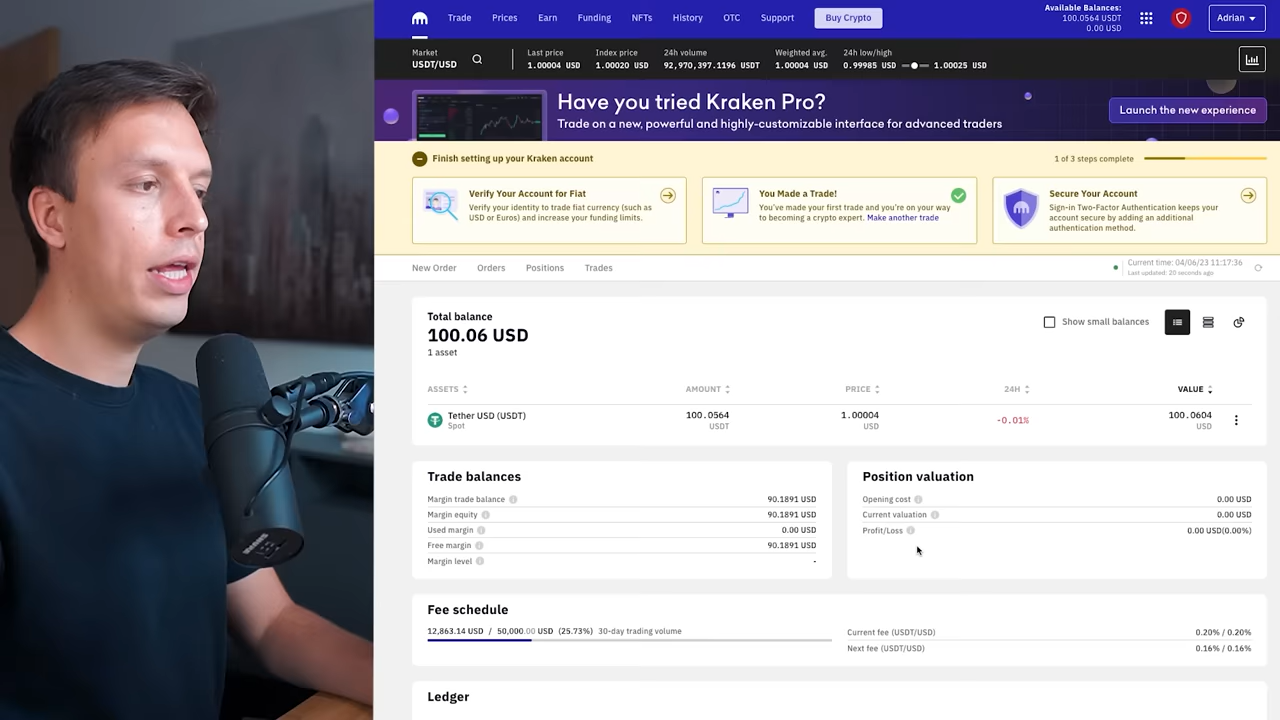 Trade Prices Earn Funding NFTs History OTC Support Buy Crypto
Available Balances:
100.0564 USDT
0.00 USD
Adrian
Market
USDT/USD
Last price
1.00004 USD
Index price
1.00020 USD
24h volume
92,970,397.1196 USDT
Weighted avg.
1.00004 USD
24h low/high
0.99985 USD 1.00025 USD
Have you tried Kraken Pro?
Trade on a new, powerful and highly-customizable interface for advanced traders
Launch the new experience
Finish setting up your Kraken account
1 of 3 steps complete
Verify Your Account for Fiat
Verify your identity to trade fiat currency (such as
USD or Euros) and increase your funding limits.
You Made a Trade!
You've made your first trade and you're on your way
to becoming a crypto expert. Make another trade
Secure Your Account
Sign-in Two-Factor Authentication keeps your
account secure by adding an additional
authentication method.
New Order Orders Positions Trades
Current time: 04/06/23 11:17:36
Last updated: 20 seconds ago
Total balance
100.06 USD
1 asset
Show small balances
ASSETS AMOUNT PRICE 24H VALUE
Tether USD (USDT) 100.0564 1.00004 -0.01% 100.0604
Spot USDT USD USD
Trade balances
Margin trade balance 90.1891 USD
Margin equity 90.1891 USD
Used margin 0.00 USD
Free margin 90.1891 USD
Margin level -
Position valuation
Opening cost 0.00 USD
Current valuation 0.00 USD
Profit/Loss 0.00 USD(0.00%)
Fee schedule
12,863.14 USD / 50,000.00 USD (25.73%) 30-day trading volume
Current fee (USDT/USD) 0.20% / 0.20%
Next fee (USDT/USD) 0.16% / 0.16%
Ledger